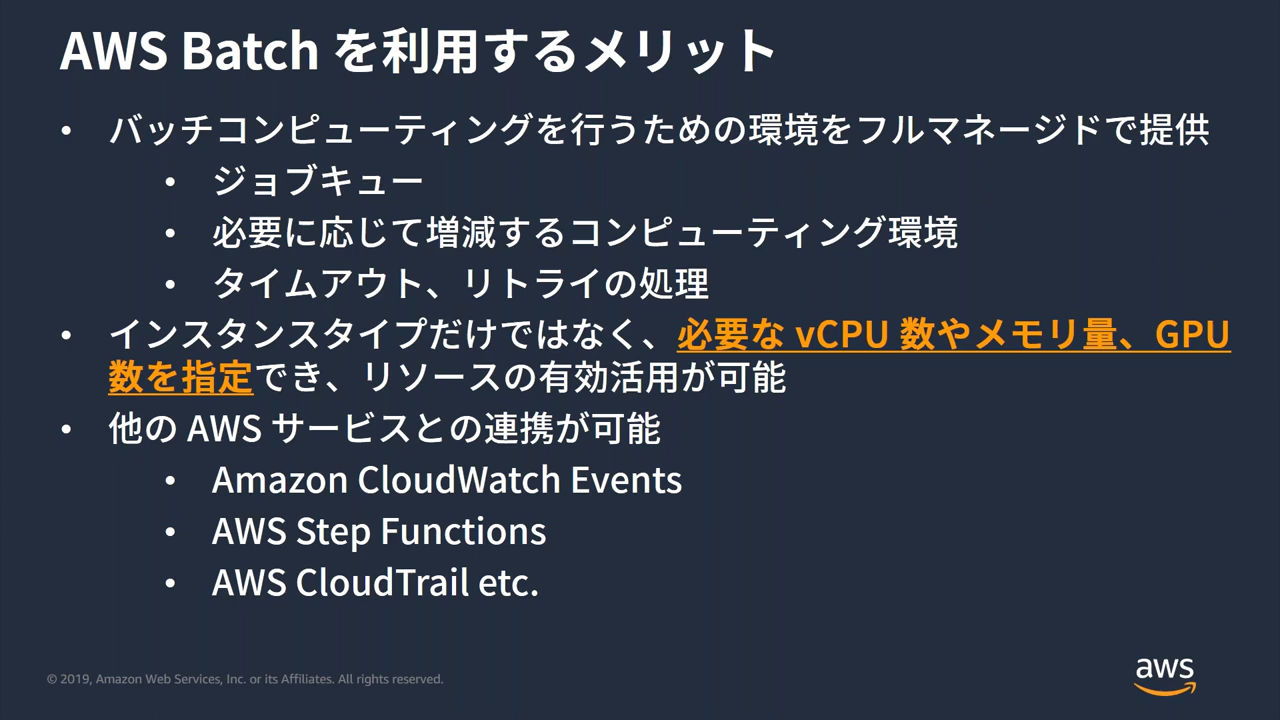 AWS Batch を利用するメリット
• バッチコンピューティングを行うための環境をフルマネージドで提供
• ジョブキュー
• 必要に応じて増減するコンピューティング環境
• タイムアウト、リトライの処理
• インスタンスタイプだけではなく、必要な vCPU 数やメモリ量、GPU
数を指定でき、リソースの有効活用が可能
• 他の AWS サービスとの連携が可能
• Amazon CloudWatch Events
• AWS Step Functions
• AWS CloudTrail etc.
© 2019, Amazon Web Services, Inc. or its Affiliates. All rights reserved.
aws